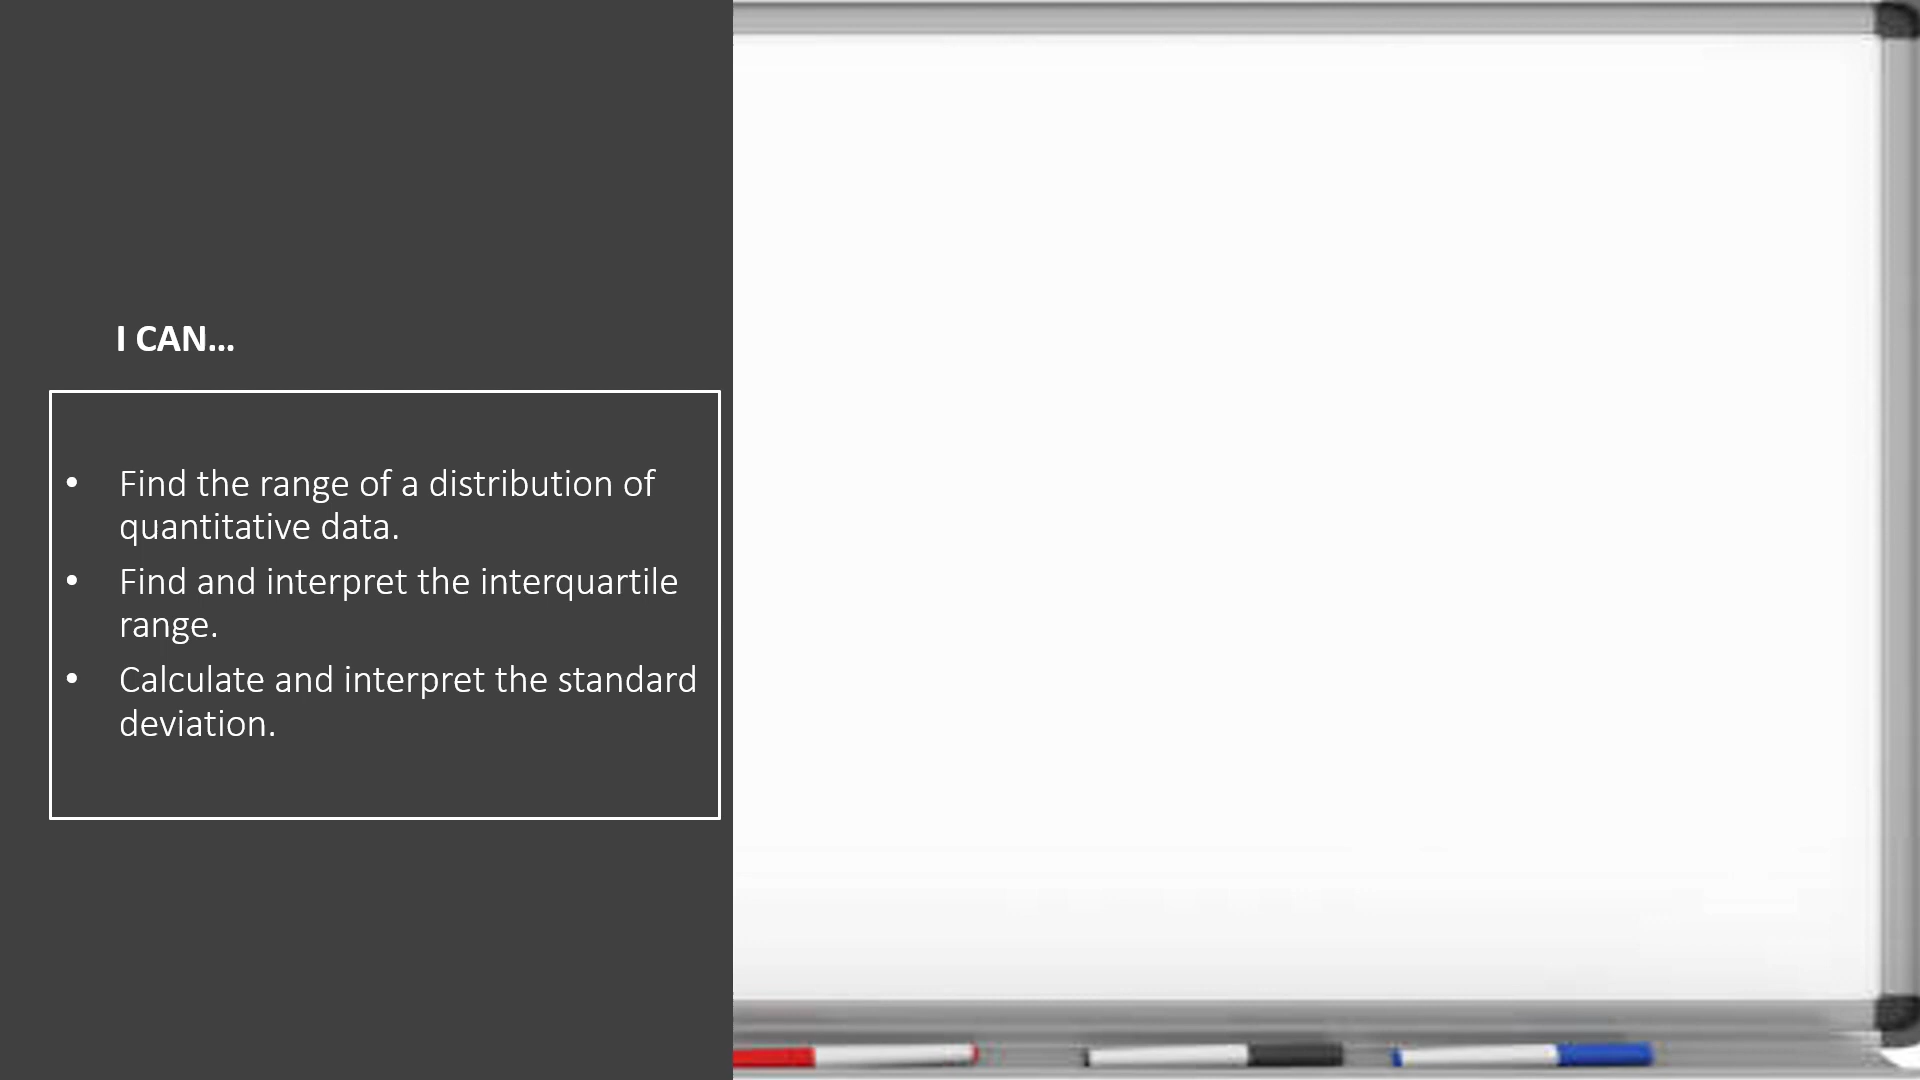 I CAN...
• Find the range of a distribution of
quantitative data.
• Find and interpret the interquartile
range.
• Calculate and interpret the standard
deviation.